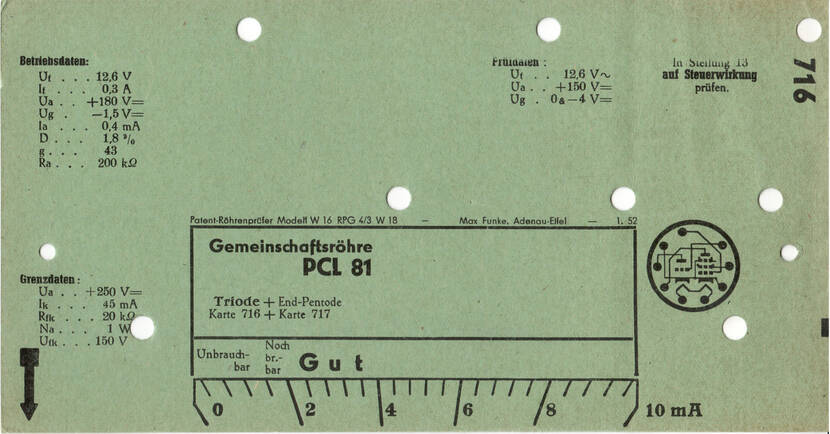 Betriebsdaten:
Uf . . . 12,6 V
If . . . 0,3 A
Ua . . +180 V=
Ug . —1,5 V=
Ia . . . 0,4 mA
D . . . 1,8 %
g . . . 43
Ra . . . 200 kΩ
Prüfdaten :
Uf . . 12,6 V~
Ua . . +150 V=
Ug . 0 & —4 V=
In Stellung 13
auf Steuerwirkung
prüfen.
716
Patent-Röhrenprüfer Modell W 16 RPG 4/3 W 18 — Max Funke. Adenau-Eifel — 1. 52
Gemeinschaftsröhre
PCL 81
Triode + End-Pentode
Karte 716 + Karte 717
Grenzdaten :
Ua . . +250 V=
Ik . . . 45 mA
Rfk . . . 20 kΩ
Na . . . 1 W
Ufk . . . 150 V
Unbrauch-
bar
Noch
br.-
bar
Gut
0 2 4 6 8 10 mA